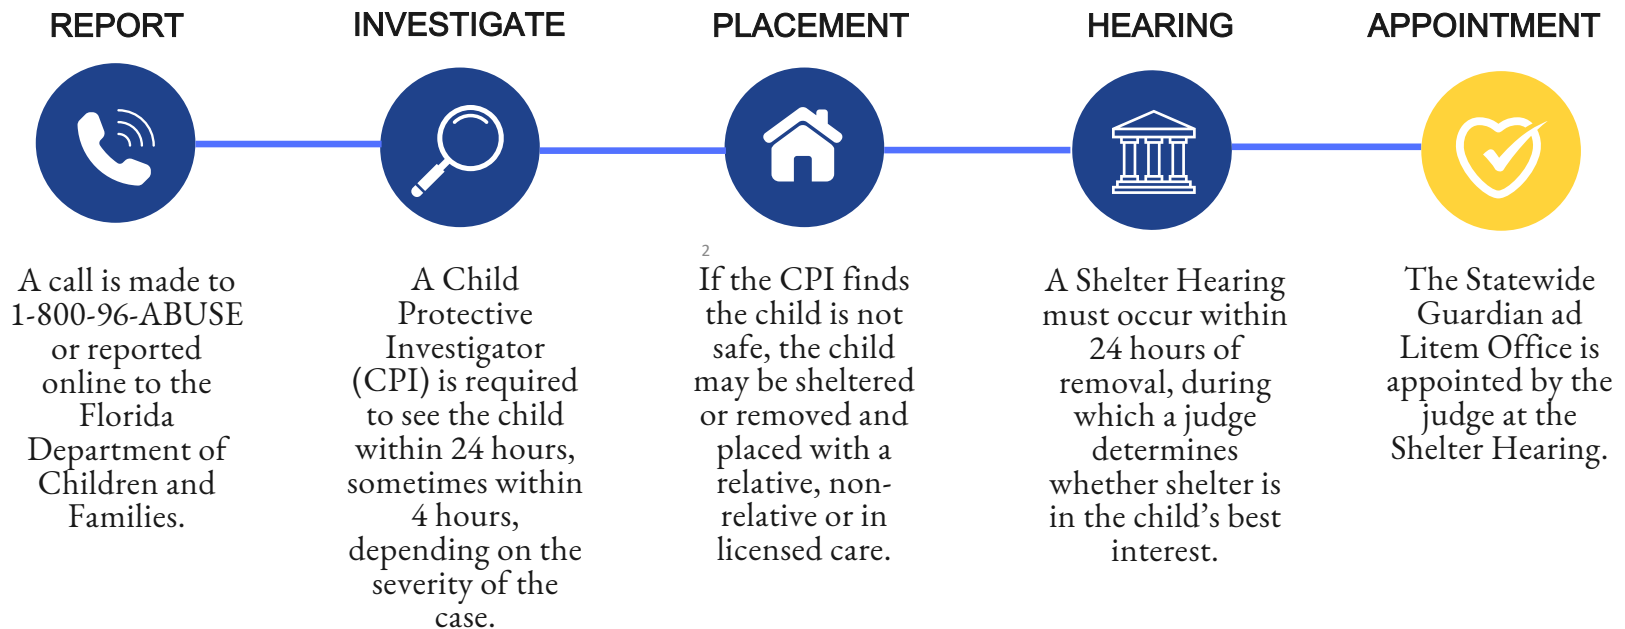 REPORT
A call is made to
1-800-96-ABUSE
or reported
online to the
Florida
Department of
Children and
Families.
INVESTIGATE
A Child
Protective
Investigator
(CPI) is required
to see the child
within 24 hours,
sometimes within
4 hours,
depending on the
severity of the
case.
PLACEMENT
2
If the CPI finds
the child is not
safe, the child
may be sheltered
or removed and
placed with a
relative, non-
relative or in
licensed care.
HEARING
A Shelter Hearing
must occur within
24 hours of
removal, during
which a judge
determines
whether shelter is
in the child’s best
interest.
APPOINTMENT
The Statewide
Guardian ad
Litem Office is
appointed by the
judge at the
Shelter Hearing.